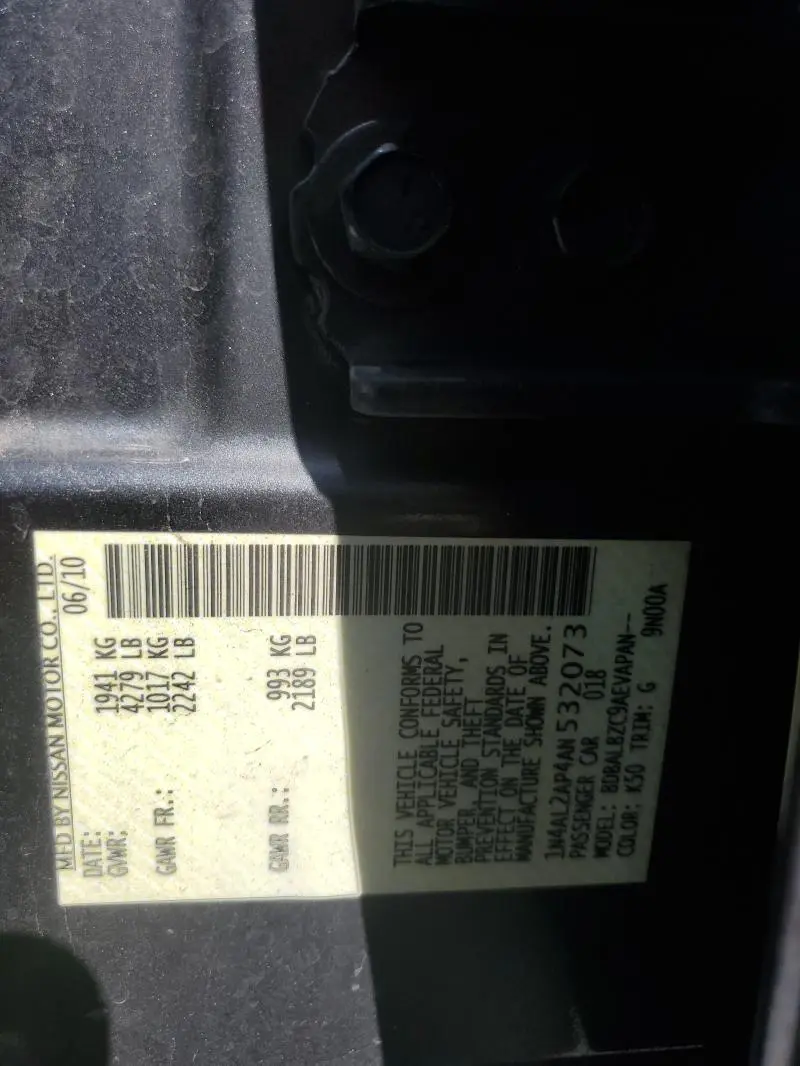 MFD BY NISSAN MOTOR CO., LTD.
DATE: 06/10
GVWR: 1941 KG
4279 LB
GAWR FR.: 1017 KG
2242 LB
GAWR RR.: 993 KG
2189 LB
THIS VEHICLE CONFORMS TO
ALL APPLICABLE FEDERAL
MOTOR VEHICLE SAFETY,
BUMPER, AND THEFT
PREVENTION STANDARDS IN
EFFECT ON THE DATE OF
MANUFACTURE SHOWN ABOVE.
1N4AL2AP4AN532073
PASSENGER CAR 018
MODEL: BDBALBZC9AEVAPAN--
COLOR: K50 TRIM: G 9N00A